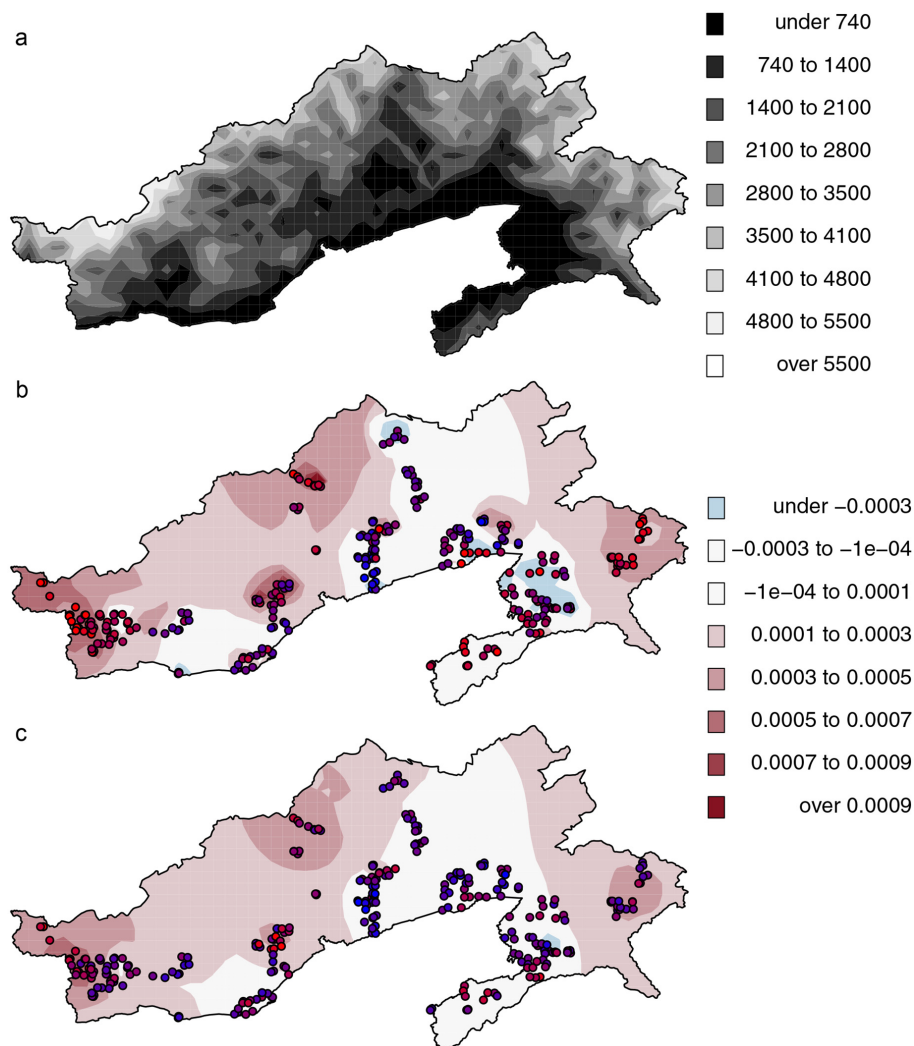 a
under 740
740 to 1400
1400 to 2100
2100 to 2800
2800 to 3500
3500 to 4100
4100 to 4800
4800 to 5500
over 5500
b
under −0.0003
−0.0003 to −1e−04
−1e−04 to 0.0001
0.0001 to 0.0003
0.0003 to 0.0005
0.0005 to 0.0007
0.0007 to 0.0009
over 0.0009
c